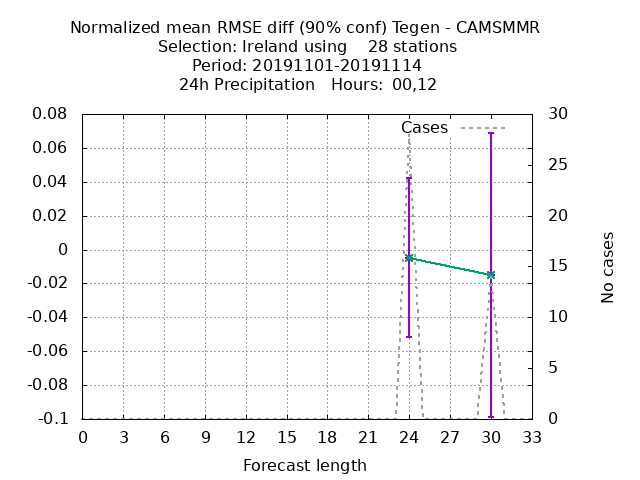 Normalized mean RMSE diff (90% conf) Tegen - CAMSMMR
Selection: Ireland using    28 stations
Period: 20191101-20191114
24h Precipitation   Hours:  00,12
Cases
0.08
0.06
0.04
0.02
0
-0.02
-0.04
-0.06
-0.08
-0.1
30
25
20
15
10
5
0
No cases
0 3 6 9 12 15 18 21 24 27 30 33
Forecast length